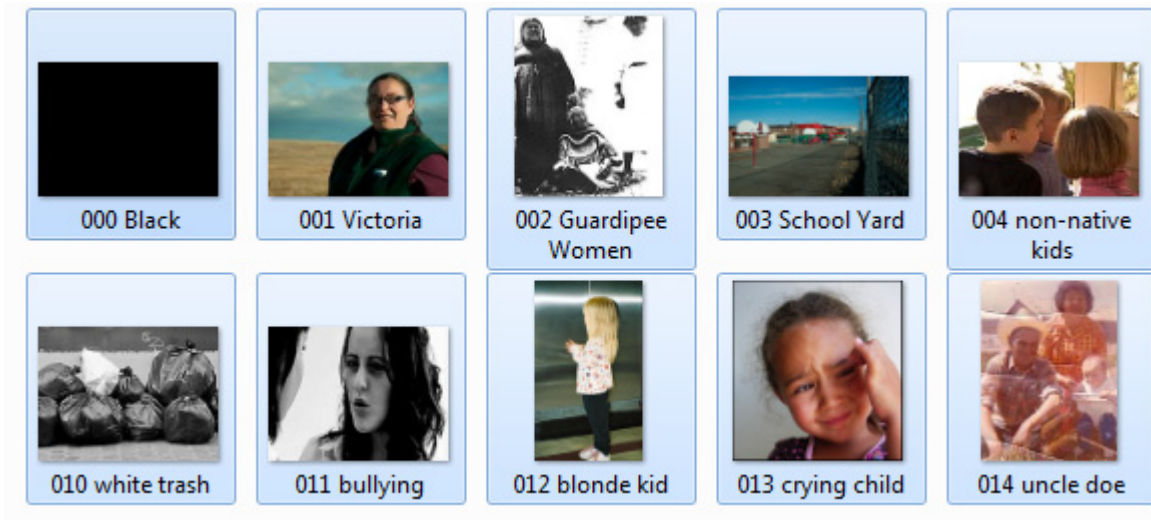 000 Black
001 Victoria
002 Guardipee
Women
003 School Yard
004 non-native
kids
010 white trash
011 bullying
012 blonde kid
013 crying child
014 uncle doe